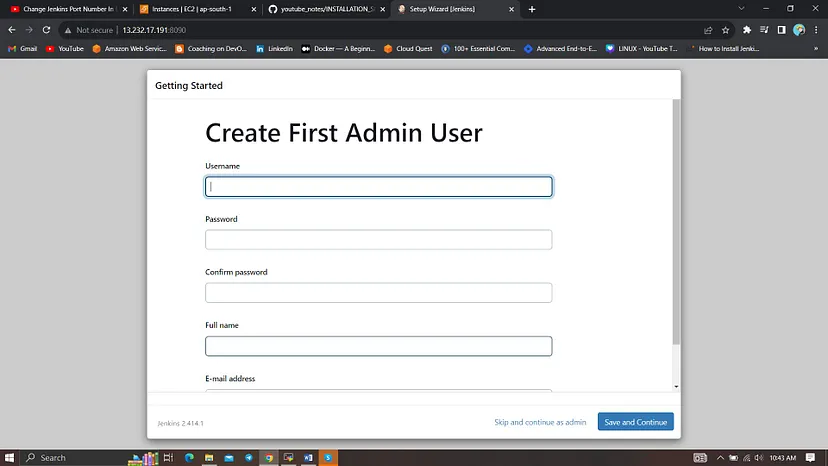 Change Jenkins Port Number In
Instances | EC2 | ap-south-1
youtube_notes/INSTALLATION_S
Setup Wizard [Jenkins]
Not secure | 13.232.17.191:8090
Gmail
YouTube
Amazon Web Servic...
Coaching on DevO...
LinkedIn
Docker — A Beginn...
Cloud Quest
100+ Essential Com...
Advanced End-to-E...
LINUX - YouTube T...
How to Install Jenki...
Getting Started
Create First Admin User
Username
Password
Confirm password
Full name
E-mail address
Jenkins 2.414.1
Skip and continue as admin
Save and Continue
Search
10:43 AM